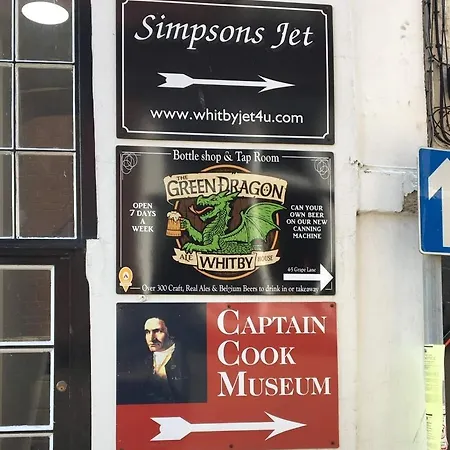 Simpsons Jet
www.whitbyjet4u.com
Bottle shop & Tap Room
THE
GREEN DRAGON
OPEN
7 DAYS
A
WEEK
CAN YOUR
OWN BEER
ON OUR NEW
CANNING
MACHINE
ALE WHITBY HOUSE
4-5 Grape Lane
Over 300 Craft, Real Ales & Belgium Beers to drink in or takeaway
CAPTAIN
COOK
MUSEUM